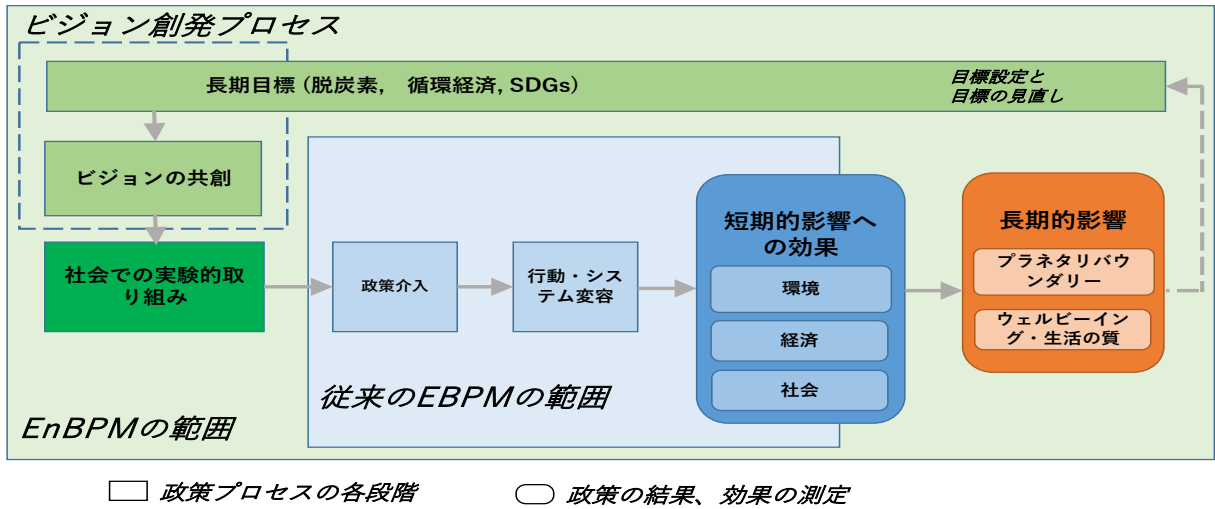 ビジョン創発プロセス
長期目標 (脱炭素, 循環経済, SDGs)
目標設定と
目標の見直し
ビジョンの共創
社会での実験的取
り組み
政策介入
行動・シス
テム変容
短期的影響へ
の効果
環境
経済
社会
長期的影響
プラネタリバウ
ンダリー
ウェルビーイン
グ・生活の質
従来のEBPMの範囲
EnBPMの範囲
政策プロセスの各段階
政策の結果、効果の測定